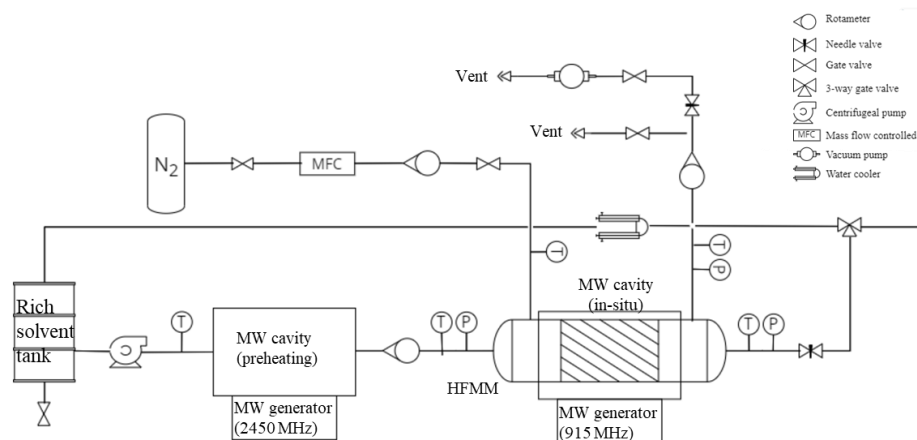 Rotameter
Needle valve
Gate valve
3-way gate valve
Centrifugeal pump
MFC Mass flow controlled
Vacuum pump
Water cooler
Vent
Vent
N2
MFC
T
T
P
MW cavity
(in-situ)
Rich
solvent
tank
T
MW cavity
(preheating)
T P
T P
HFMM
MW generator
(2450 MHz)
MW generator
(915 MHz)